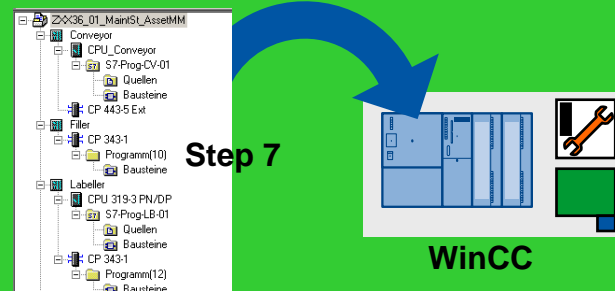 ZXX36_01_MaintSt_AssetMM
Conveyor
CPU_Conveyor
S7-Prog-CV-01
Quellen
Bausteine
CP 443-5 Ext
Filler
CP 343-1
Programm(10)
Bausteine
Labeller
CPU 319-3 PN/DP
S7-Prog-LB-01
Quellen
Bausteine
CP 343-1
Programm(12)
Bausteine
Step 7
WinCC